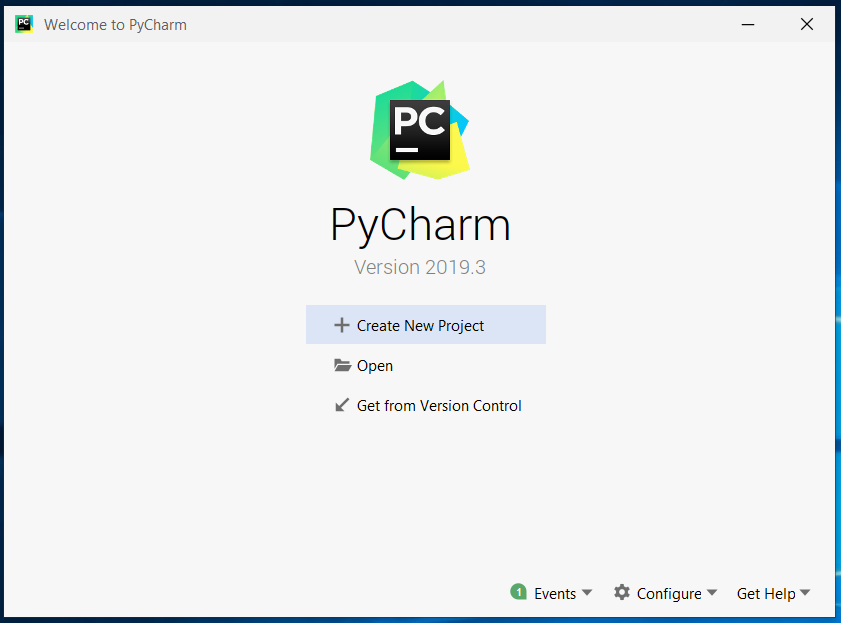 PC Welcome to PyCharm
PC
PyCharm
Version 2019.3
Create New Project
Open
Get from Version Control
1 Events Configure Get Help